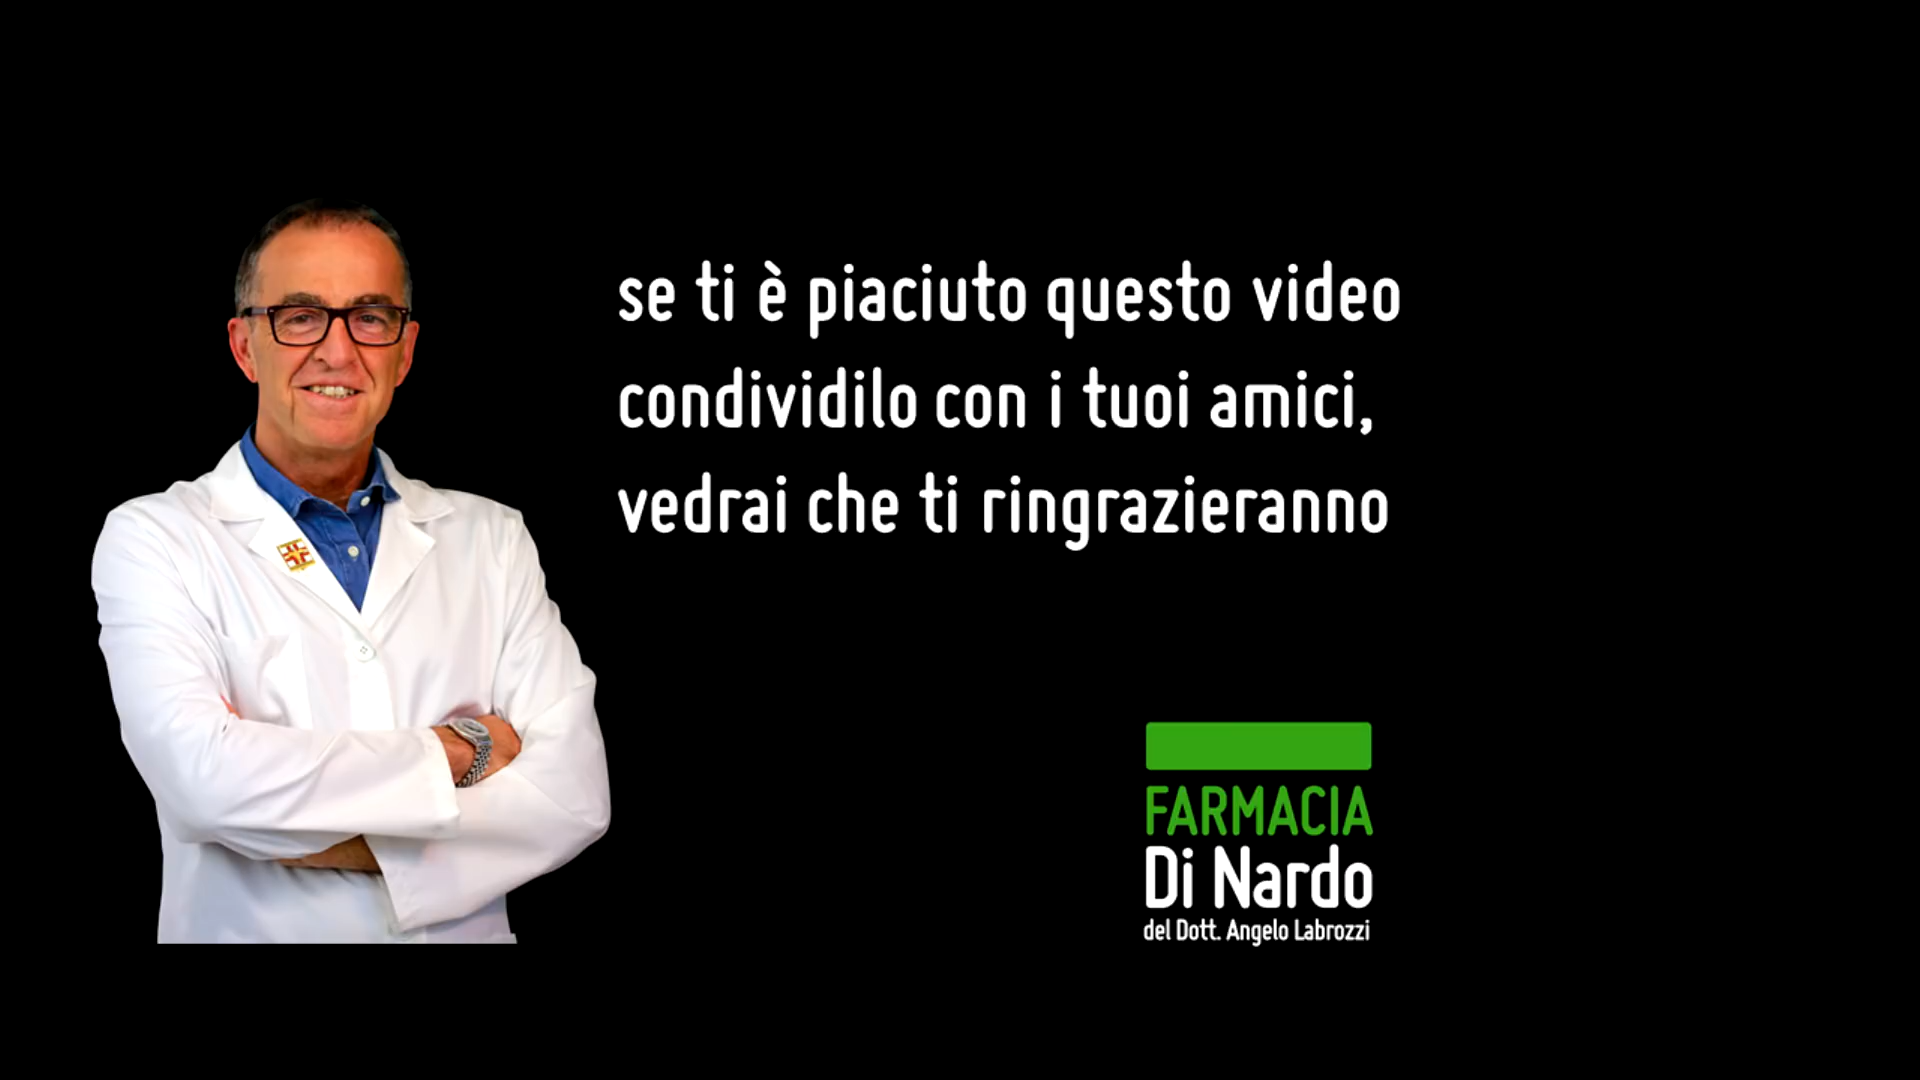 se ti è piaciuto questo video
condividilo con i tuoi amici,
vedrai che ti ringrazieranno
FARMACIA
Di Nardo
del Dott. Angelo Labrozzi